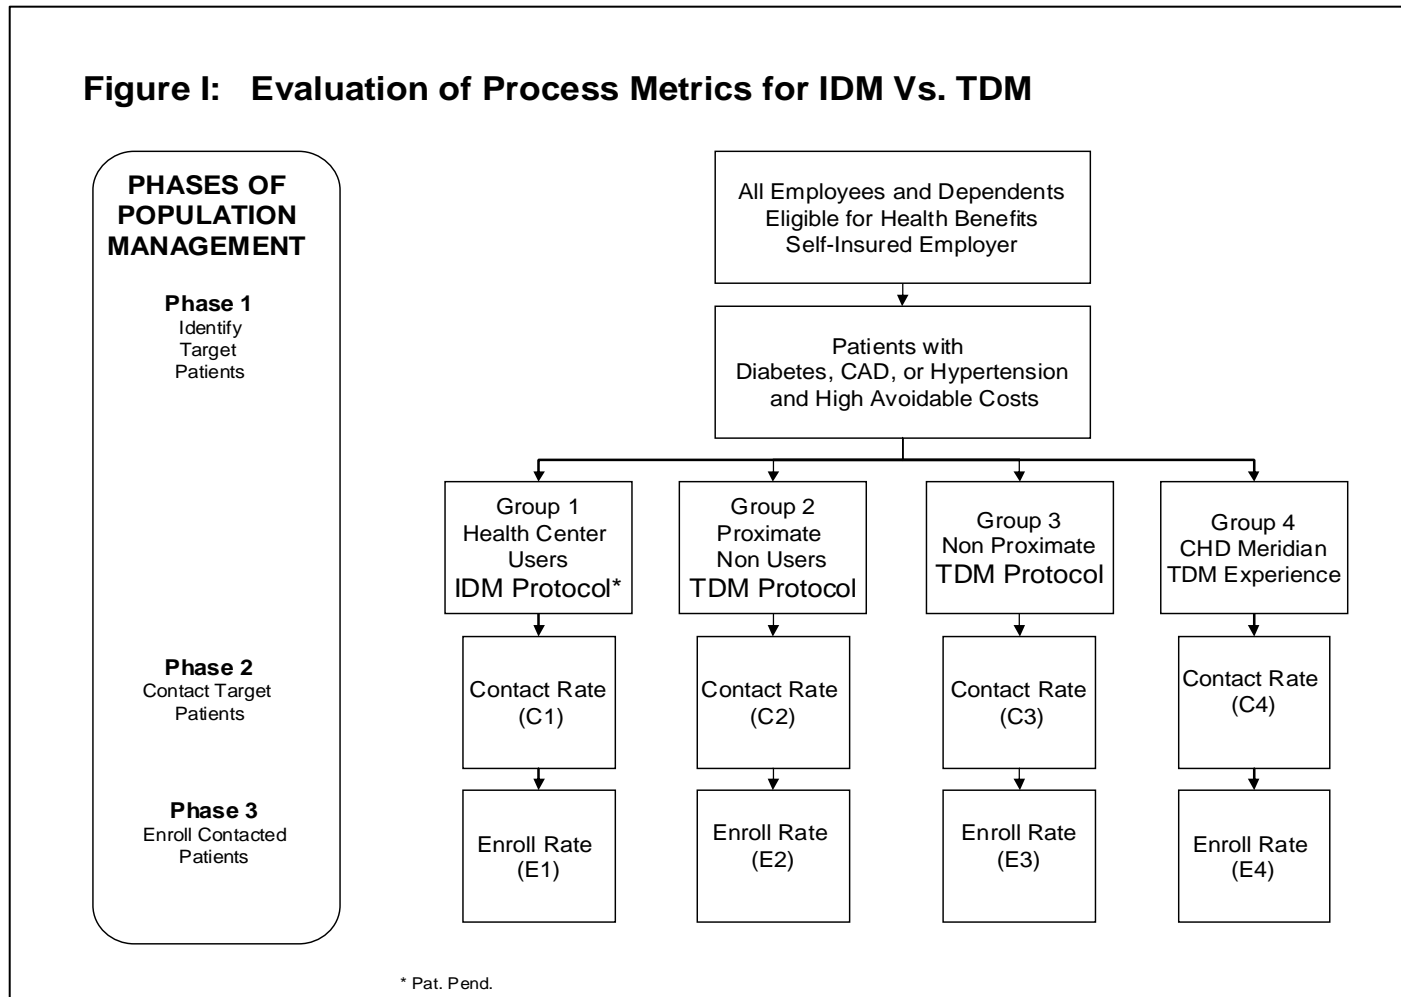 Figure I: Evaluation of Process Metrics for IDM Vs. TDM
PHASES OF
POPULATION
MANAGEMENT
Phase 1
Identify
Target
Patients
Phase 2
Contact Target
Patients
Phase 3
Enroll Contacted
Patients
All Employees and Dependents
Eligible for Health Benefits
Self-Insured Employer
Patients with
Diabetes, CAD, or Hypertension
and High Avoidable Costs
Group 1
Health Center
Users
IDM Protocol*
Group 2
Proximate
Non Users
TDM Protocol
Group 3
Non Proximate
TDM Protocol
Group 4
CHD Meridian
TDM Experience
Contact Rate
(C1)
Contact Rate
(C2)
Contact Rate
(C3)
Contact Rate
(C4)
Enroll Rate
(E1)
Enroll Rate
(E2)
Enroll Rate
(E3)
Enroll Rate
(E4)
* Pat. Pend.